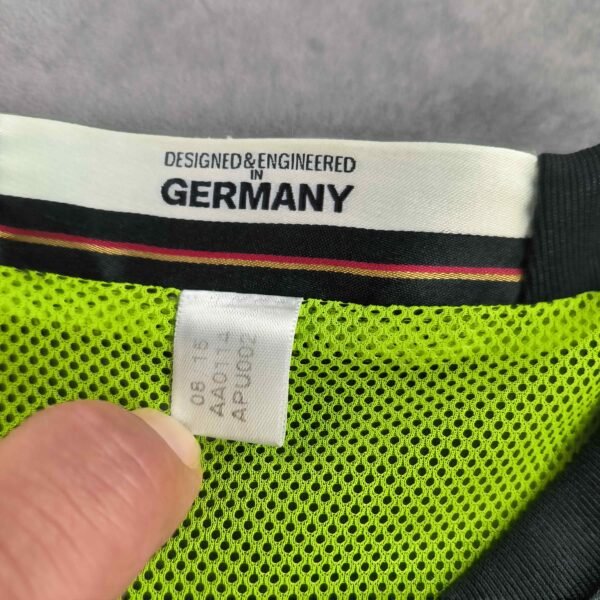 DESIGNED & ENGINEERED
IN
GERMANY
08 15
AA0114
APU002